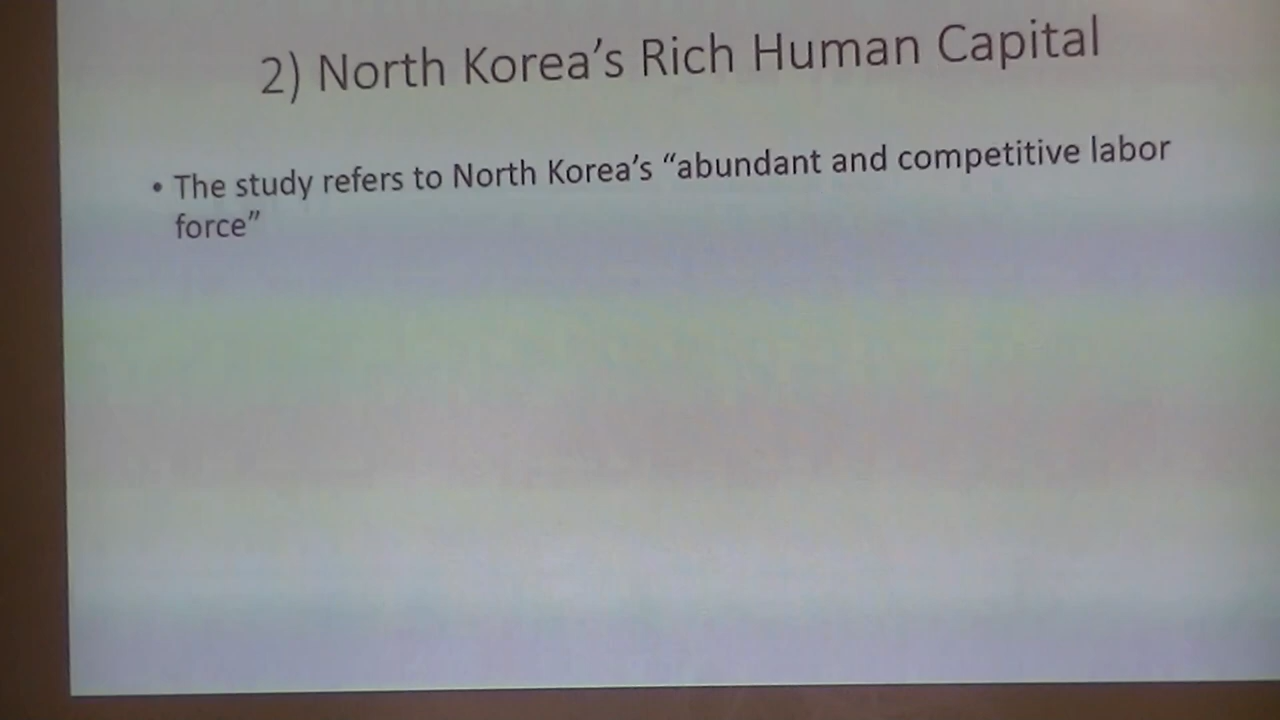 2) North Korea’s Rich Human Capital
• The study refers to North Korea’s “abundant and competitive labor
force”